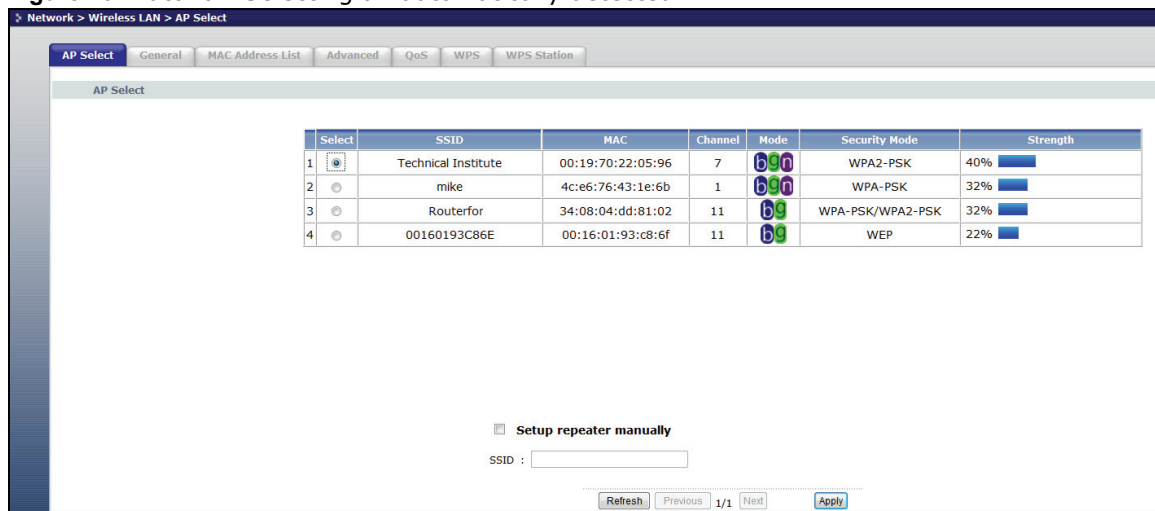 Network > Wireless LAN > AP Select
AP Select General MAC Address List Advanced QoS WPS WPS Station
AP Select
Select SSID MAC Channel Mode Security Mode Strength
1 Technical Institute 00:19:70:22:05:96 7 bgn WPA2-PSK 40%
2 mike 4c:e6:76:43:1e:6b 1 bgn WPA-PSK 32%
3 Routerfor 34:08:04:dd:81:02 11 bg WPA-PSK/WPA2-PSK 32%
4 00160193C86E 00:16:01:93:c8:6f 11 bg WEP 22%
Setup repeater manually
SSID :
Refresh Previous 1/1 Next Apply